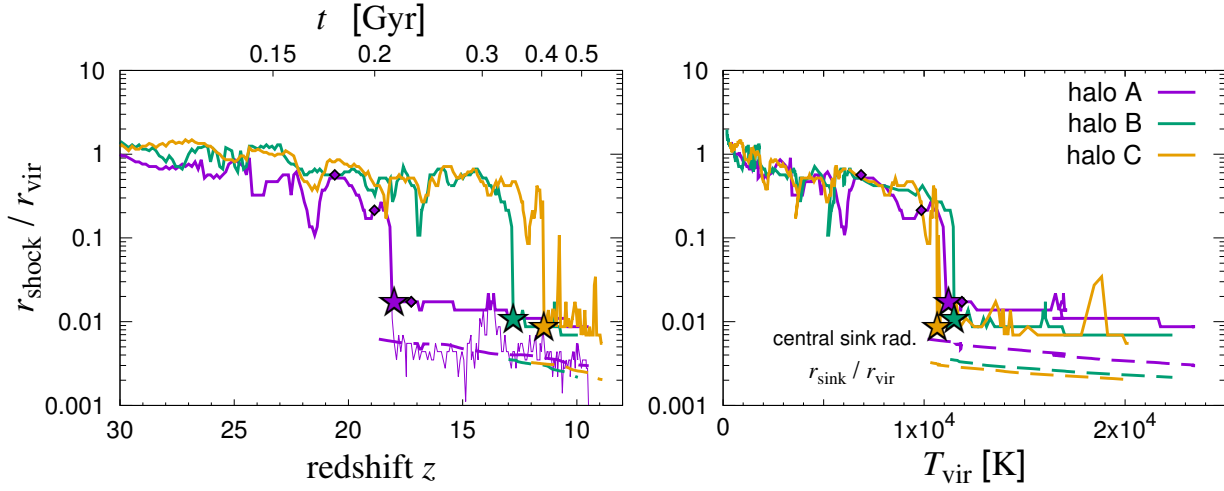 t [Gyr]
0.15 0.2 0.3 0.4 0.5
10
1
0.1
0.01
0.001
r_shock / r_vir
30 25 20 15 10
redshift z
10
1
0.1
0.01
0.001
halo A
halo B
halo C
central sink rad.
r_sink / r_vir
0 1x10^4 2x10^4
T_vir [K]